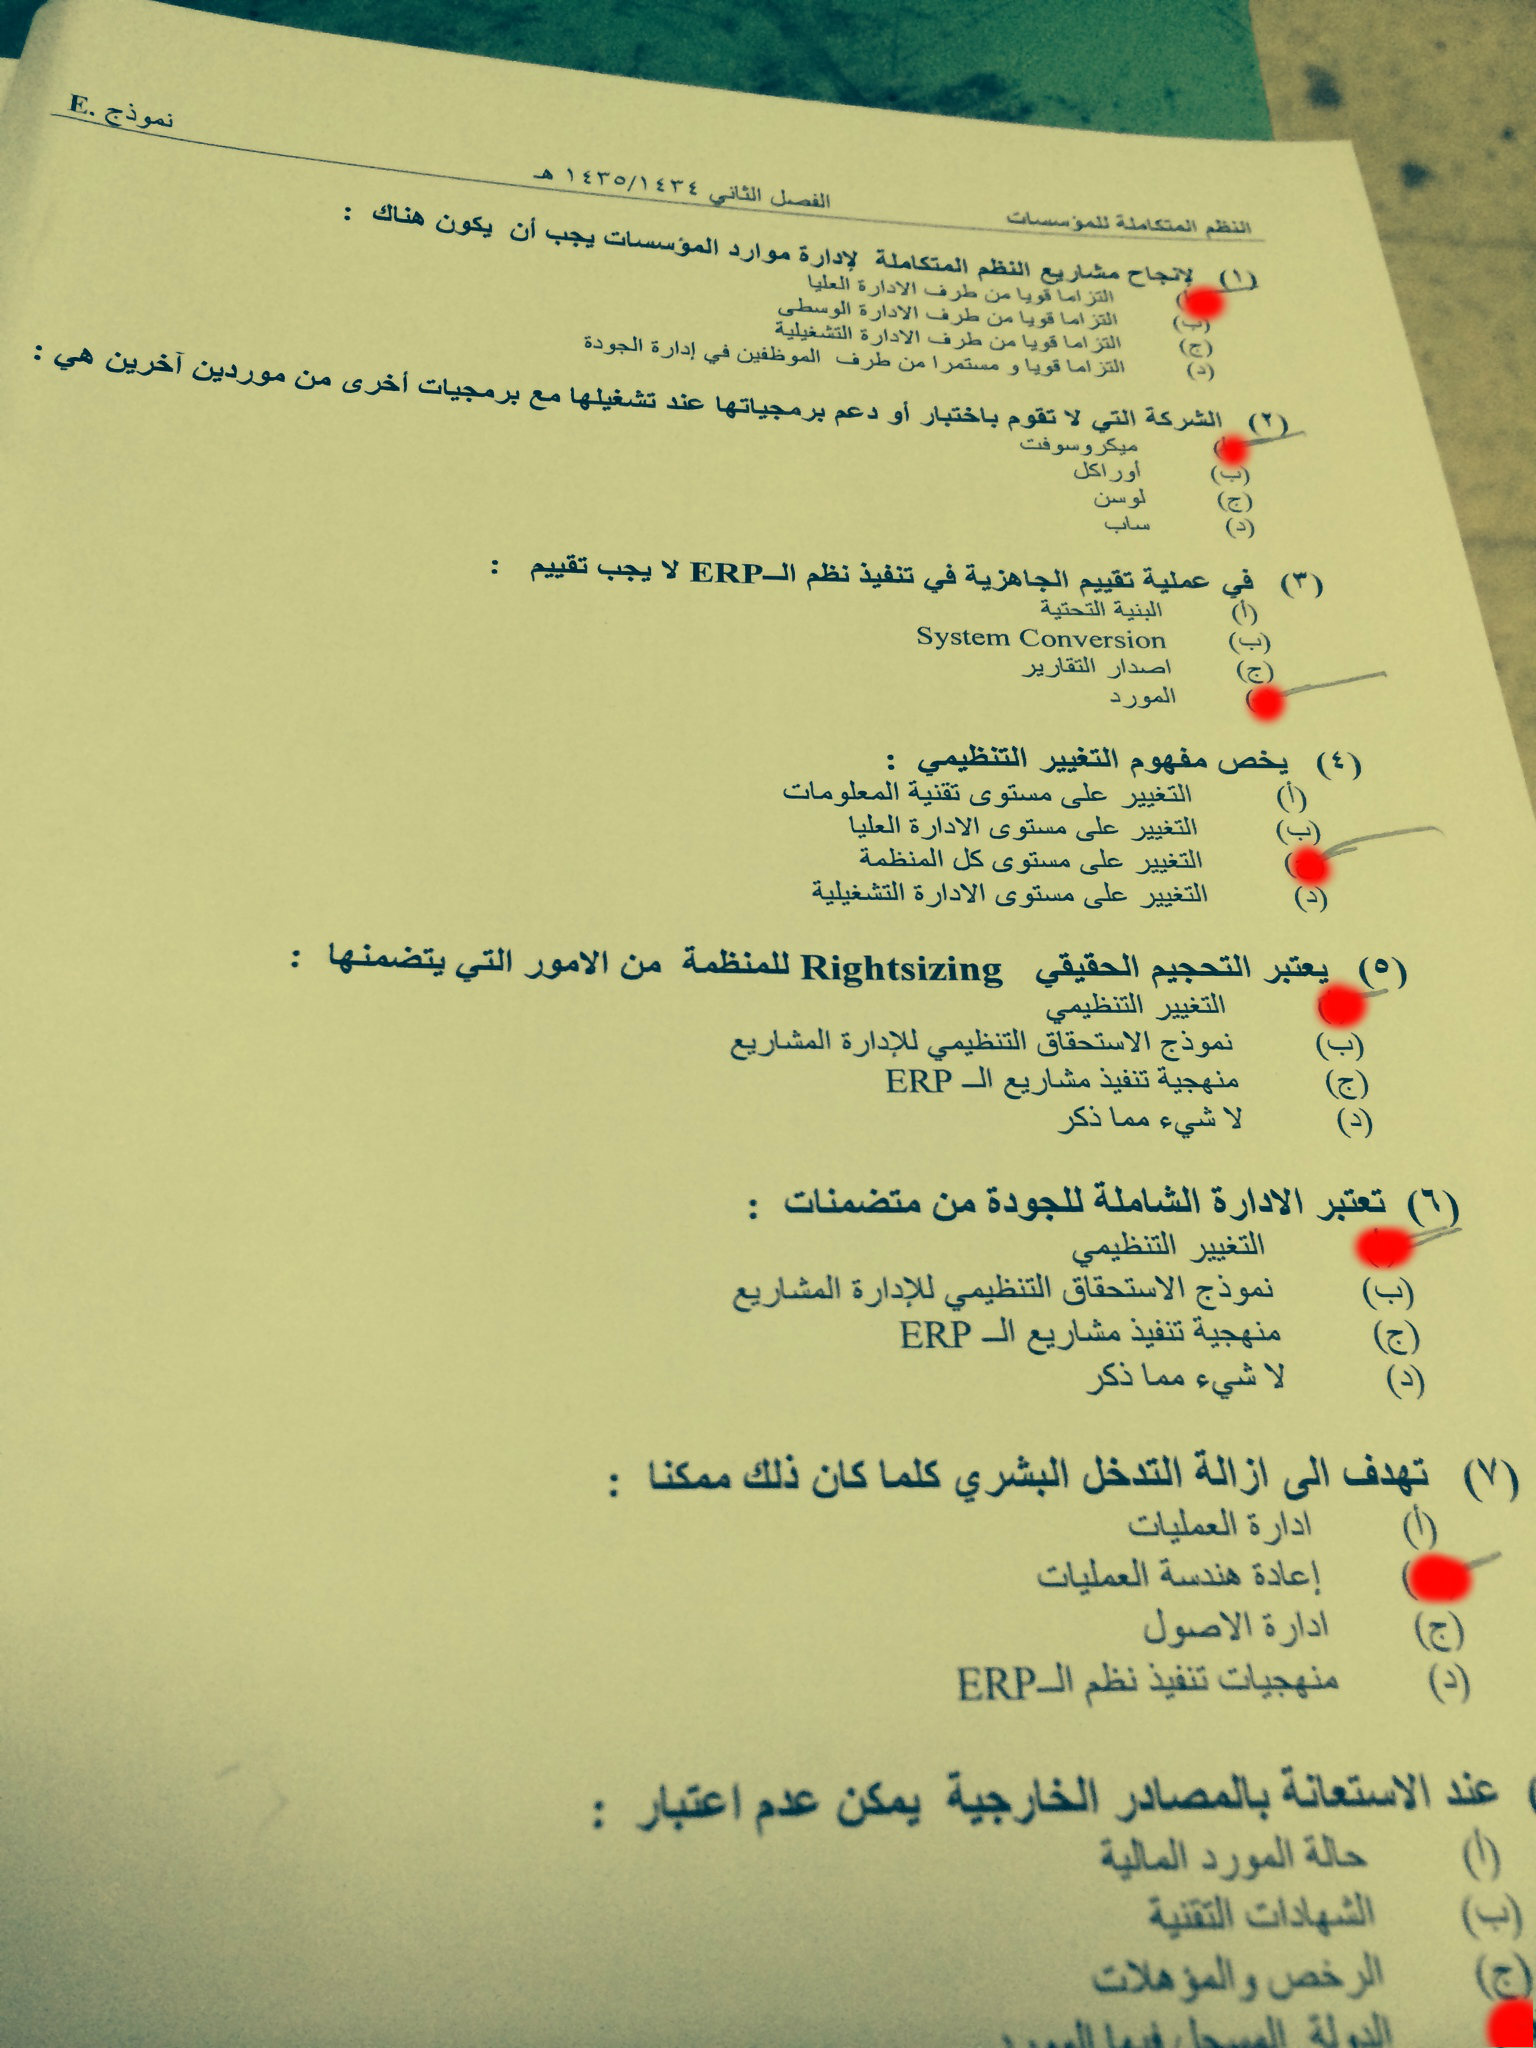 نموذج E.
النظم المتكاملة للمؤسسات الفصل الثاني ١٤٣٥/١٤٣٤ هـ
(١) لإنجاح مشاريع النظم المتكاملة لإدارة موارد المؤسسات يجب أن يكون هناك :
التزاما قويا من طرف الادارة العليا
(ب) التزاما قويا من طرف الادارة الوسطى
(ج) التزاما قويا من طرف الادارة التشغيلية
(د) التزاما قويا و مستمرا من طرف الموظفين في إدارة الجودة
(٢) الشركة التي لا تقوم باختبار أو دعم برمجياتها عند تشغيلها مع برمجيات أخرى من موردين آخرين هي :
ميكروسوفت
(ب) أوراكل
(ج) لوسن
(د) ساب
(٣) في عملية تقييم الجاهزية في تنفيذ نظم الـERP لا يجب تقييم :
(أ) البنية التحتية
(ب) System Conversion
(ج) اصدار التقارير
المورد
(٤) يخص مفهوم التغيير التنظيمي :
(أ) التغيير على مستوى تقنية المعلومات
(ب) التغيير على مستوى الادارة العليا
التغيير على مستوى كل المنظمة
(د) التغيير على مستوى الادارة التشغيلية
(٥) يعتبر التحجيم الحقيقي Rightsizing للمنظمة من الامور التي يتضمنها :
التغيير التنظيمي
(ب) نموذج الاستحقاق التنظيمي للإدارة المشاريع
(ج) منهجية تنفيذ مشاريع الـ ERP
(د) لا شيء مما ذكر
(٦) تعتبر الادارة الشاملة للجودة من متضمنات :
التغيير التنظيمي
(ب) نموذج الاستحقاق التنظيمي للإدارة المشاريع
(ج) منهجية تنفيذ مشاريع الـ ERP
(د) لا شيء مما ذكر
(٧) تهدف الى ازالة التدخل البشري كلما كان ذلك ممكنا :
(أ) ادارة العمليات
إعادة هندسة العمليات
(ج) ادارة الاصول
(د) منهجيات تنفيذ نظم الـERP
عند الاستعانة بالمصادر الخارجية يمكن عدم اعتبار :
(أ) حالة المورد المالية
(ب) الشهادات التقنية
(ج) الرخص والمؤهلات
الدولة المسجل فيها المورد